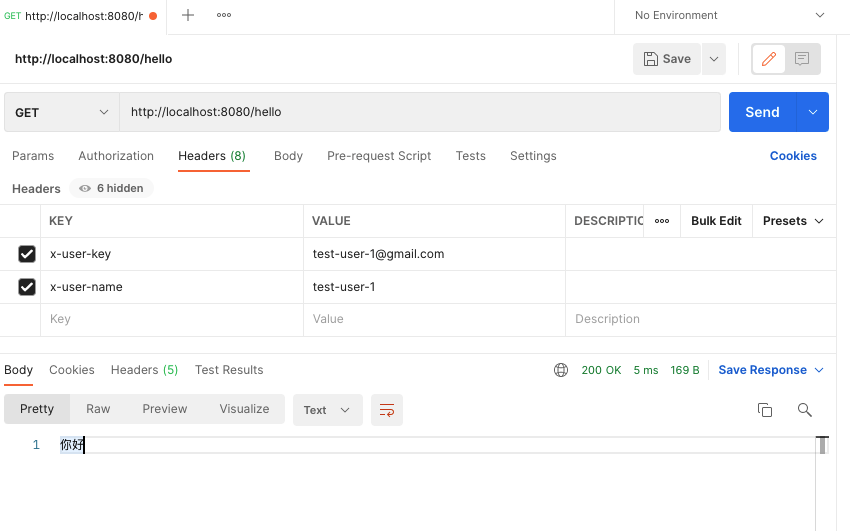 GET http://localhost:8080/h
No Environment
http://localhost:8080/hello
Save
GET http://localhost:8080/hello
Send
Params Authorization Headers (8) Body Pre-request Script Tests Settings Cookies
Headers 6 hidden
KEY VALUE DESCRIPTIC Bulk Edit Presets
x-user-key test-user-1@gmail.com
x-user-name test-user-1
Key Value Description
Body Cookies Headers (5) Test Results 200 OK 5 ms 169 B Save Response
Pretty Raw Preview Visualize Text
1 你好